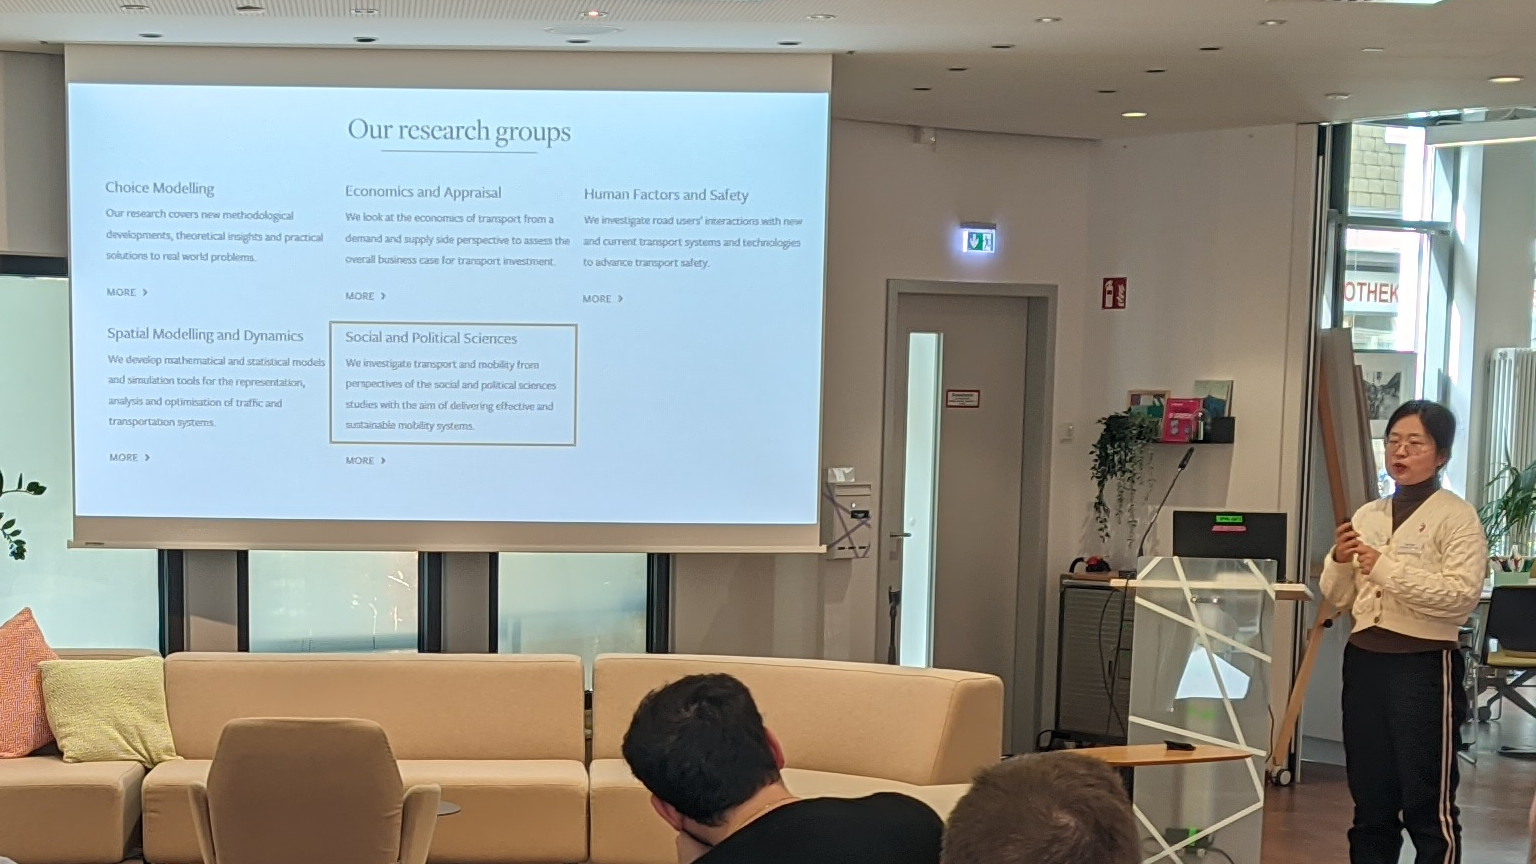 Our research groups
Choice Modelling
Our research covers new methodological
developments, theoretical insights and practical
solutions to real world problems.
MORE >
Economics and Appraisal
We look at the economics of transport from a
demand and supply side perspective to assess the
overall business case for transport investment.
MORE >
Human Factors and Safety
We investigate road users' interactions with new
and current transport systems and technologies
to advance transport safety.
MORE >
Spatial Modelling and Dynamics
We develop mathematical and statistical models
and simulation tools for the representation,
analysis and optimisation of traffic and
transportation systems.
MORE >
Social and Political Sciences
We investigate transport and mobility from
perspectives of the social and political sciences
studies with the aim of delivering effective and
sustainable mobility systems.
MORE >
OTHEK